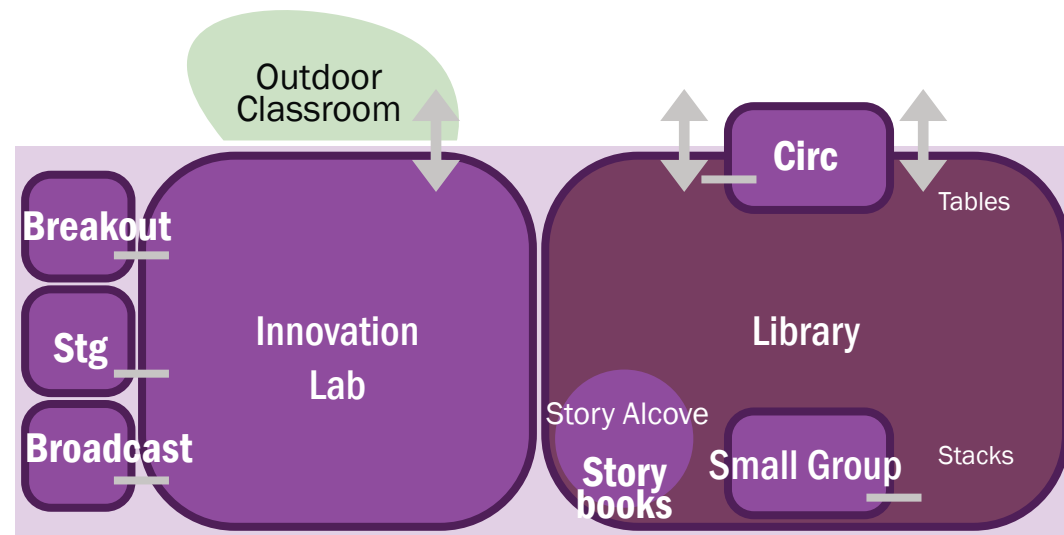 Outdoor
Classroom
Circ
Tables
Breakout
Stg
Broadcast
Innovation
Lab
Library
Story Alcove
Story
books
Small Group
Stacks